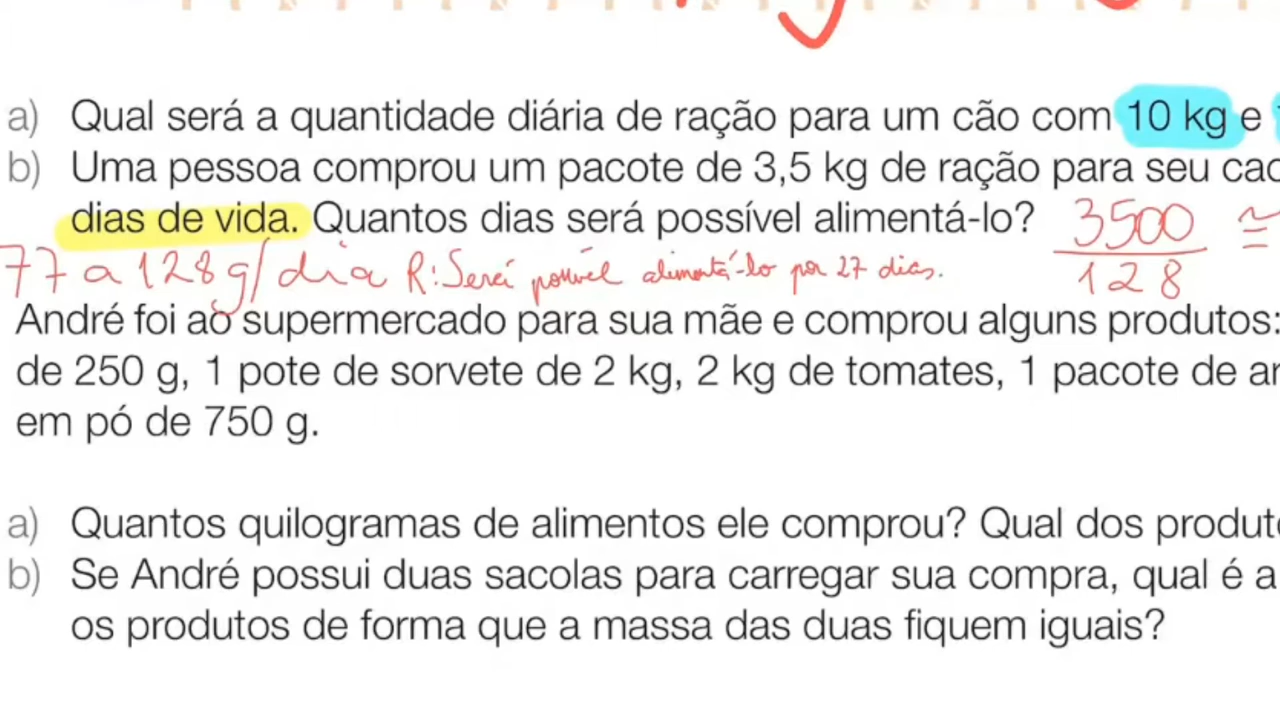 a) Qual será a quantidade diária de ração para um cão com 10 kg e
b) Uma pessoa comprou um pacote de 3,5 kg de ração para seu
dias de vida. Quantos dias será possível alimentá-lo? 3500 ≅
128
77 a 128 g/dia R: Será possível alimentá-lo por 27 dias.
André foi ao supermercado para sua mãe e comprou alguns produtos:
de 250 g, 1 pote de sorvete de 2 kg, 2 kg de tomates, 1 pacote de
em pó de 750 g.
a) Quantos quilogramas de alimentos ele comprou? Qual dos
b) Se André possui duas sacolas para carregar sua compra, qual é a
os produtos de forma que a massa das duas fiquem iguais?